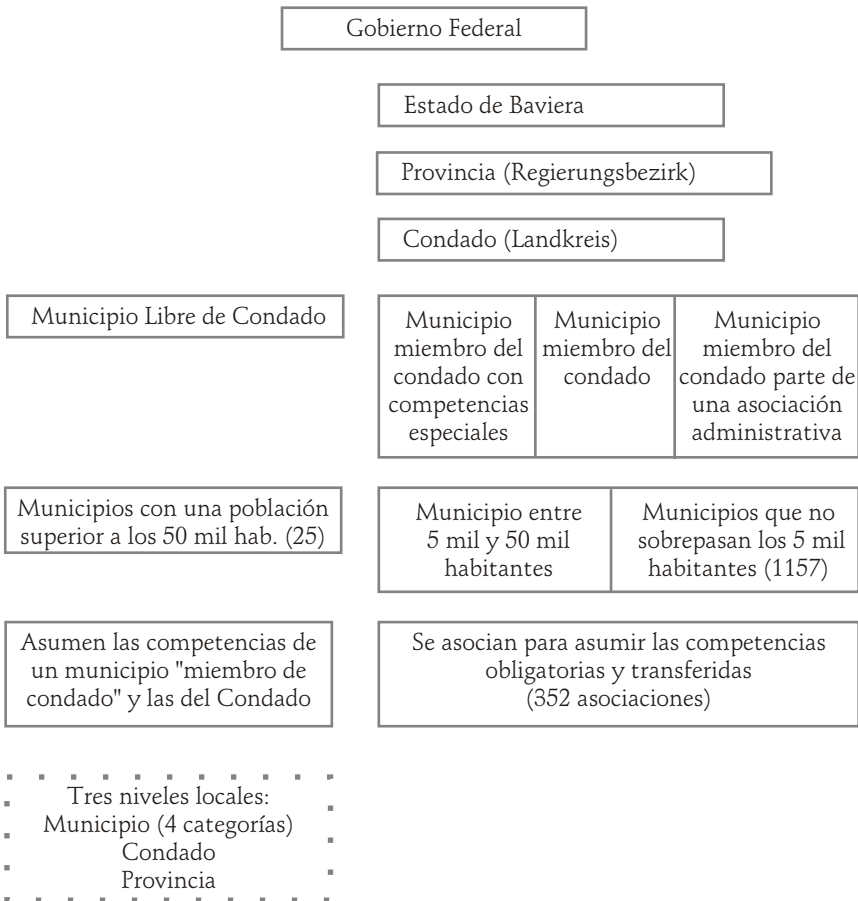 Gobierno Federal
Estado de Baviera
Provincia (Regierungsbezirk)
Condado (Landkreis)
Municipio Libre de Condado
Municipio
miembro del
condado con
competencias
especiales
Municipio
miembro del
condado
Municipio
miembro del
condado parte de
una asociación
administrativa
Municipios con una población
superior a los 50 mil hab. (25)
Municipio entre
5 mil y 50 mil
habitantes
Municipios que no
sobrepasan los 5 mil
habitantes (1157)
Asumen las competencias de
un municipio "miembro de
condado" y las del Condado
Se asocian para asumir las competencias
obligatorias y transferidas
(352 asociaciones)
Tres niveles locales:
Municipio (4 categorías)
Condado
Provincia